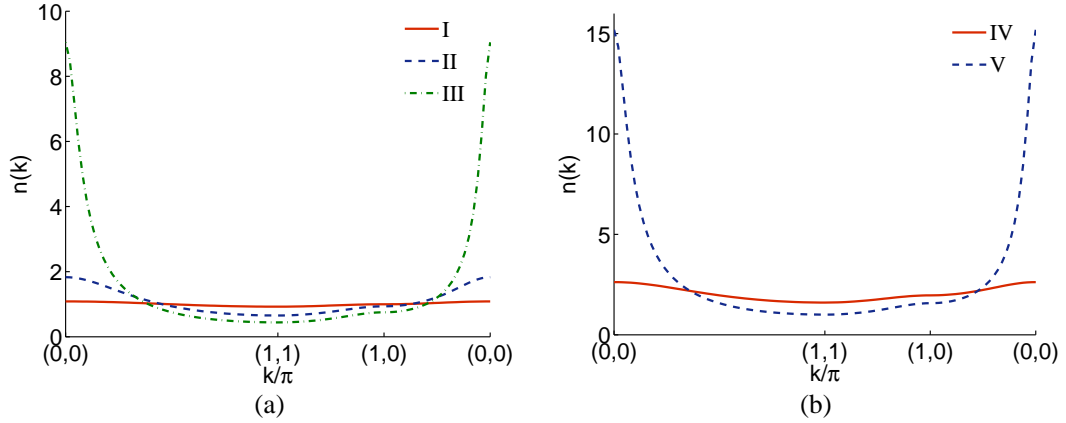 10
8
6
4
2
0
n(k)
I
II
III
(0,0)
(1,1)
(1,0)
(0,0)
k/π
(a)
15
10
5
0
n(k)
IV
V
(0,0)
(1,1)
(1,0)
(0,0)
k/π
(b)